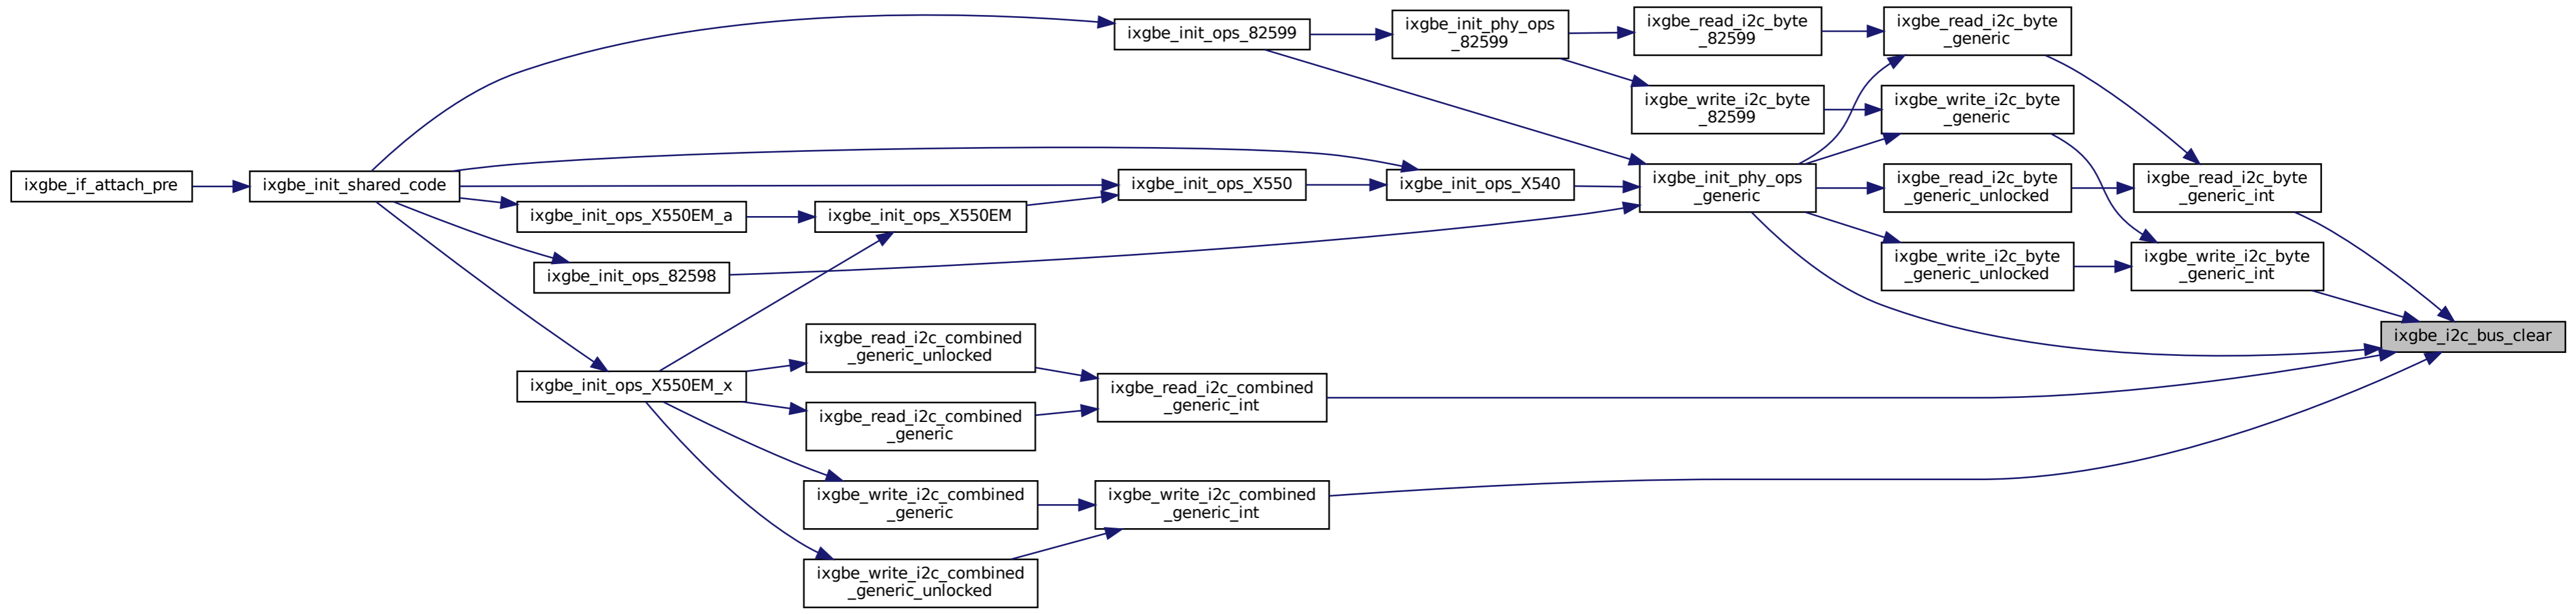 ixgbe_if_attach_pre
ixgbe_init_shared_code
ixgbe_init_ops_82599
ixgbe_init_phy_ops
_82599
ixgbe_read_i2c_byte
_82599
ixgbe_read_i2c_byte
_generic
ixgbe_write_i2c_byte
_82599
ixgbe_write_i2c_byte
_generic
ixgbe_init_ops_X550
ixgbe_init_ops_X540
ixgbe_init_phy_ops
_generic
ixgbe_read_i2c_byte
_generic_unlocked
ixgbe_read_i2c_byte
_generic_int
ixgbe_init_ops_X550EM_a
ixgbe_init_ops_X550EM
ixgbe_write_i2c_byte
_generic_unlocked
ixgbe_write_i2c_byte
_generic_int
ixgbe_init_ops_82598
ixgbe_i2c_bus_clear
ixgbe_read_i2c_combined
_generic_unlocked
ixgbe_init_ops_X550EM_x
ixgbe_read_i2c_combined
_generic_int
ixgbe_read_i2c_combined
_generic
ixgbe_write_i2c_combined
_generic
ixgbe_write_i2c_combined
_generic_int
ixgbe_write_i2c_combined
_generic_unlocked